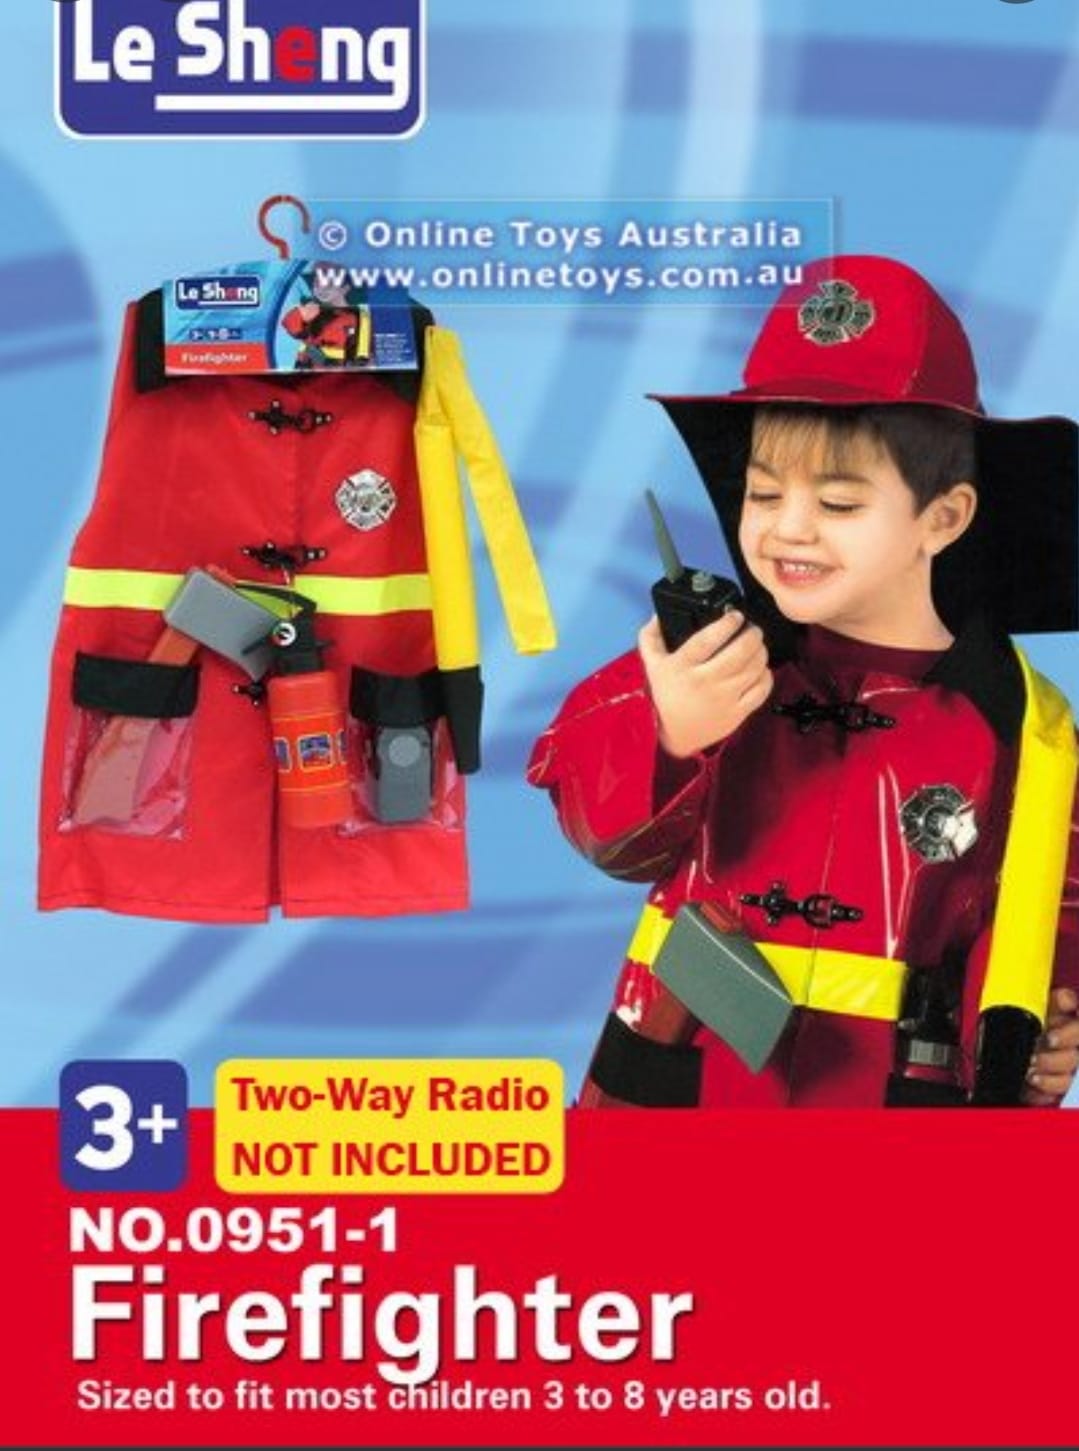 Le Sheng
© Online Toys Australia
www.onlinetoys.com.au
Le Sheng
Firefighter
3+
Two-Way Radio
NOT INCLUDED
NO.0951-1
Firefighter
Sized to fit most children 3 to 8 years old.